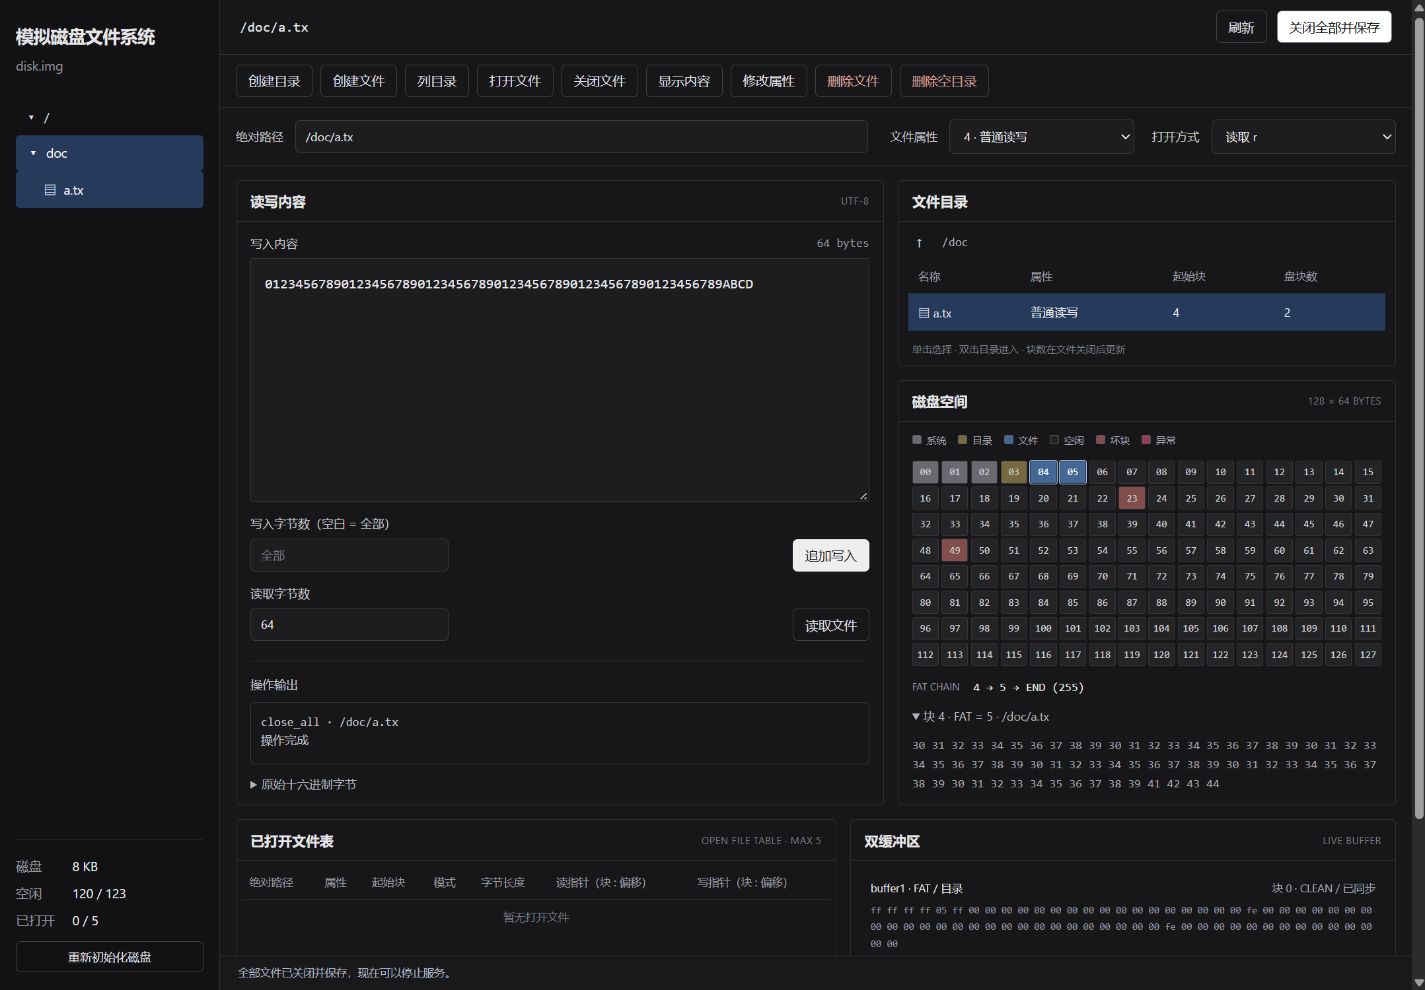 模拟磁盘文件系统
disk.img
/
doc
a.tx
磁盘 8 KB
空闲 120 / 123
已打开 0 / 5
重新初始化磁盘
/doc/a.tx
刷新 关闭全部并保存
创建目录 创建文件 列目录 打开文件 关闭文件 显示内容 修改属性 删除文件 删除空目录
绝对路径 /doc/a.tx 文件属性 4 · 普通读写 打开方式 读取 r
读写内容 UTF-8
写入内容 64 bytes
012345678901234567890123456789012345678901234567890123456789ABCD
写入字节数（空白 = 全部）
全部 追加写入
读取字节数
64 读取文件
操作输出
close_all · /doc/a.tx
操作完成
▶ 原始十六进制字节
文件目录
↑ /doc
名称 属性 起始块 盘块数
a.tx 普通读写 4 2
单击选择 · 双击目录进入 · 块数在文件关闭后更新
磁盘空间 128 × 64 BYTES
系统 目录 文件 空闲 坏块 异常
00 01 02 03 04 05 06 07 08 09 10 11 12 13 14 15
16 17 18 19 20 21 22 23 24 25 26 27 28 29 30 31
32 33 34 35 36 37 38 39 40 41 42 43 44 45 46 47
48 49 50 51 52 53 54 55 56 57 58 59 60 61 62 63
64 65 66 67 68 69 70 71 72 73 74 75 76 77 78 79
80 81 82 83 84 85 86 87 88 89 90 91 92 93 94 95
96 97 98 99 100 101 102 103 104 105 106 107 108 109 110 111
112 113 114 115 116 117 118 119 120 121 122 123 124 125 126 127
FAT CHAIN 4 → 5 → END (255)
▼ 块 4 · FAT = 5 · /doc/a.tx
30 31 32 33 34 35 36 37 38 39 30 31 32 33 34 35 36 37 38 39 30 31 32 33
34 35 36 37 38 39 30 31 32 33 34 35 36 37 38 39 30 31 32 33 34 35 36 37
38 39 30 31 32 33 34 35 36 37 38 39 41 42 43 44
已打开文件表 OPEN FILE TABLE · MAX 5
绝对路径 属性 起始块 模式 字节长度 读指针（块 : 偏移） 写指针（块 : 偏移）
暂无打开文件
双缓冲区 LIVE BUFFER
buffer1 · FAT / 目录 块 0 · CLEAN / 已同步
ff ff ff ff 05 ff 00 00 00 00 00 00 00 00 00 00 00 00 00 00 00 00 00 fe 00 00 00 00 00 00 00
00 00 00 00 00 00 00 00 00 00 00 00 00 00 00 00 00 00 fe 00 00 00 00 00 00 00 00 00 00 00 00
00 00
全部文件已关闭并保存，现在可以停止服务。